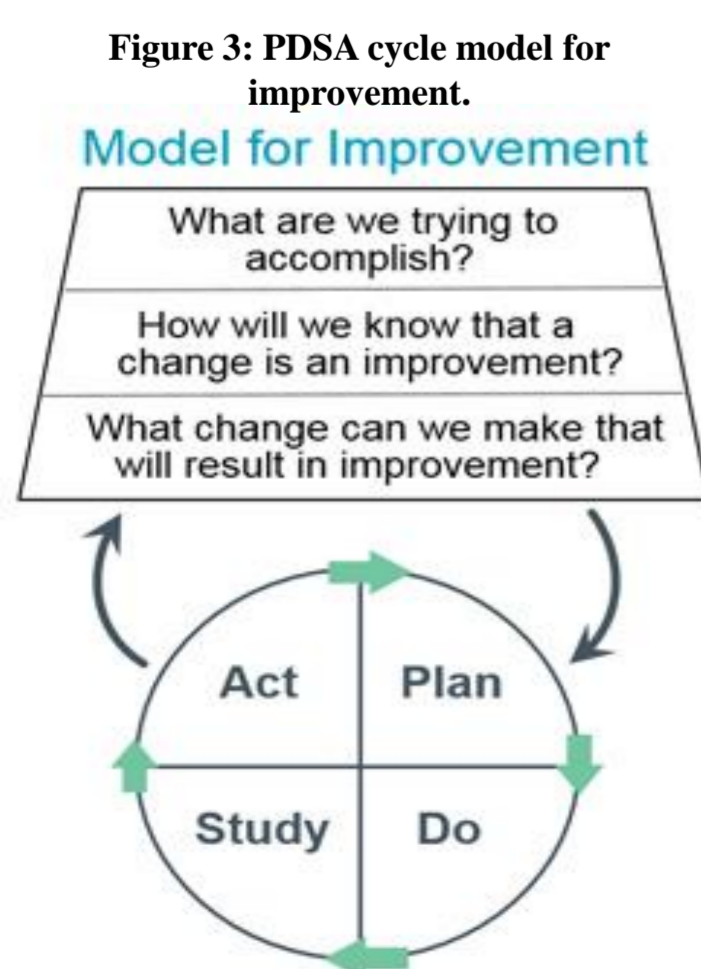 Figure 3: PDSA cycle model for
improvement.
Model for Improvement
What are we trying to
accomplish?
How will we know that a
change is an improvement?
What change can we make that
will result in improvement?
Act
Plan
Study
Do